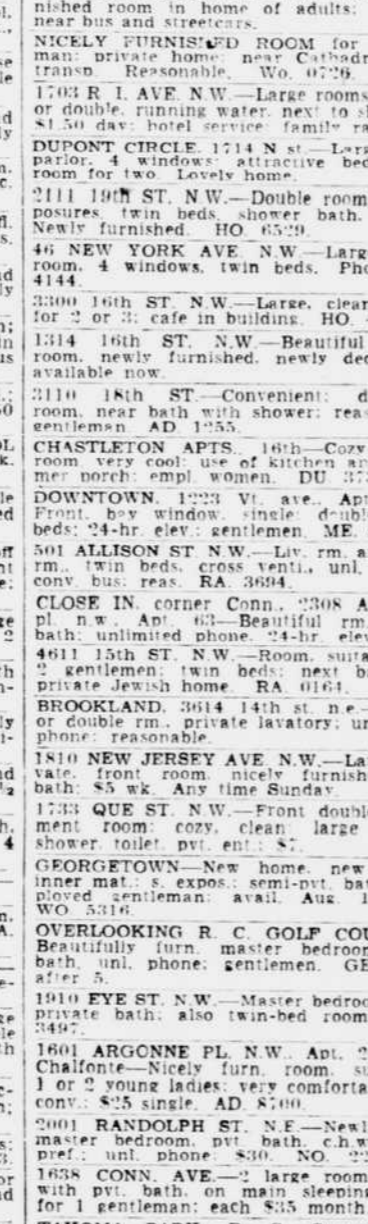 nished room in home of adults;
near bus and streetcars.
NICELY FURNISHED ROOM for
man; private home; near Cathedr
transp. Reasonable. Wo. 0726.
1703 R. I. AVE. N.W.—Large rooms
or double, running water, next to s
$1.50 day; hotel service; family ra
DUPONT CIRCLE, 1714 N st.—Larg
parlor, 4 windows; attractive bed
room for two. Lovely home.
2111 19th ST. N.W.—Double room
posures, twin beds, shower bath.
Newly furnished. HO. 6529.
46 NEW YORK AVE. N.W.—Larg
room, 4 windows, twin beds. Pho
4144.
3300 16th ST. N.W.—Large, clean
for 2 or 3; cafe in building. HO.
1314 16th ST. N.W.—Beautiful
room, newly furnished, newly dec
available now.
3110 18th ST.—Convenient; d
room, near bath with shower; rea
gentleman. AD. 1255.
CHASTLETON APTS., 16th—Cozy
room, very cool; use of kitchen an
mer porch; empl. women. DU. 373
DOWNTOWN, 1223 Vt. ave., Apt
Front, bay window, single; doubl
beds; 24-hr. elev.; gentlemen. ME.
501 ALLISON ST. N.W.—Liv. rm. a
rm., twin beds, cross venti., unl.
conv. bus; reas. RA. 3694.
CLOSE IN, corner Conn., 2308 A
pl. n.w., Apt. 63—Beautiful rm.
bath; unlimited phone. 24-hr. elev
4611 15th ST. N.W.—Room, suita
2 gentlemen; twin beds; next ba
private Jewish home. RA. 0164.
BROOKLAND, 3614 14th st. n.e.—
or double rm., private lavatory; un
phone; reasonable.
1810 NEW JERSEY AVE. N.W.—La
vate, front room, nicely furnish
bath; $5 wk. Any time Sunday.
1733 QUE ST. N.W.—Front doubl
ment room; cozy, clean; large
shower, toilet, pvt. ent.; $7.
GEORGETOWN—New home, new
inner mat.; s. expos.; semi-pvt. bat
ployed gentleman; avail. Aug. 1
WO. 5316.
OVERLOOKING R. C. GOLF COU
Beautifully furn. master bedroom
bath, unl. phone; gentlemen. GE
after 5.
1910 EYE ST. N.W.—Master bedroo
private bath; also twin-bed room
3497.
1601 ARGONNE PL. N.W., Apt. 2
Chalfonte—Nicely furn. room, su
1 or 2 young ladies; very comforta
conv.; $25 single. AD. 8700.
2001 RANDOLPH ST. N.E.—Newl
master bedroom, pvt. bath, c.h.w
pref.; unl. phone; $30. NO. 22
1638 CONN. AVE.—2 large room
with pvt. bath, on main sleeping
for 1 gentleman; each $35 month